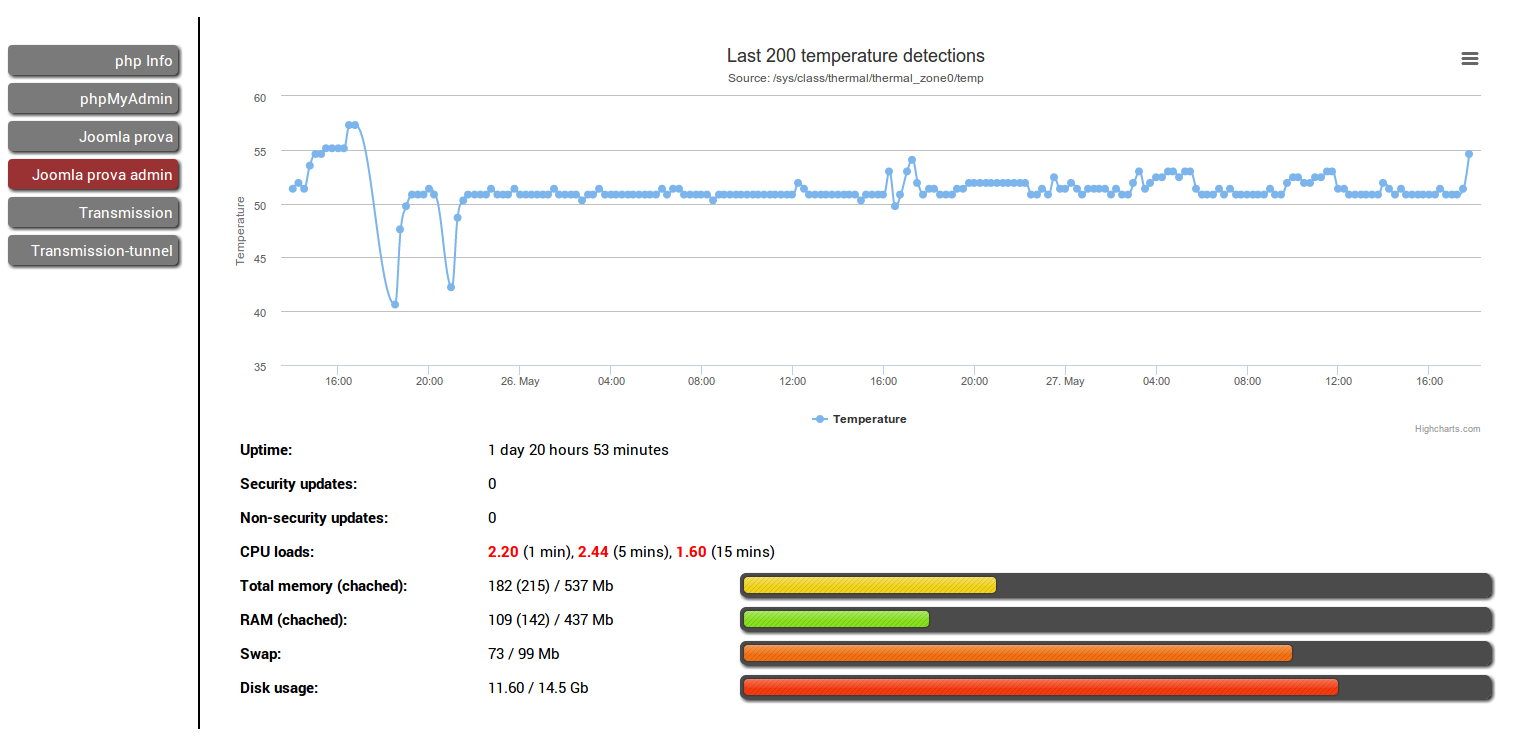 php Info
phpMyAdmin
Joomla prova
Joomla prova admin
Transmission
Transmission-tunnel
Last 200 temperature detections
Source: /sys/class/thermal/thermal_zone0/temp
Temperature
60
55
50
45
40
35
16:00 20:00 26. May 04:00 08:00 12:00 16:00 20:00 27. May 04:00 08:00 12:00 16:00
Temperature
Highcharts.com
Uptime: 1 day 20 hours 53 minutes
Security updates: 0
Non-security updates: 0
CPU loads: 2.20 (1 min), 2.44 (5 mins), 1.60 (15 mins)
Total memory (chached): 182 (215) / 537 Mb
RAM (chached): 109 (142) / 437 Mb
Swap: 73 / 99 Mb
Disk usage: 11.60 / 14.5 Gb